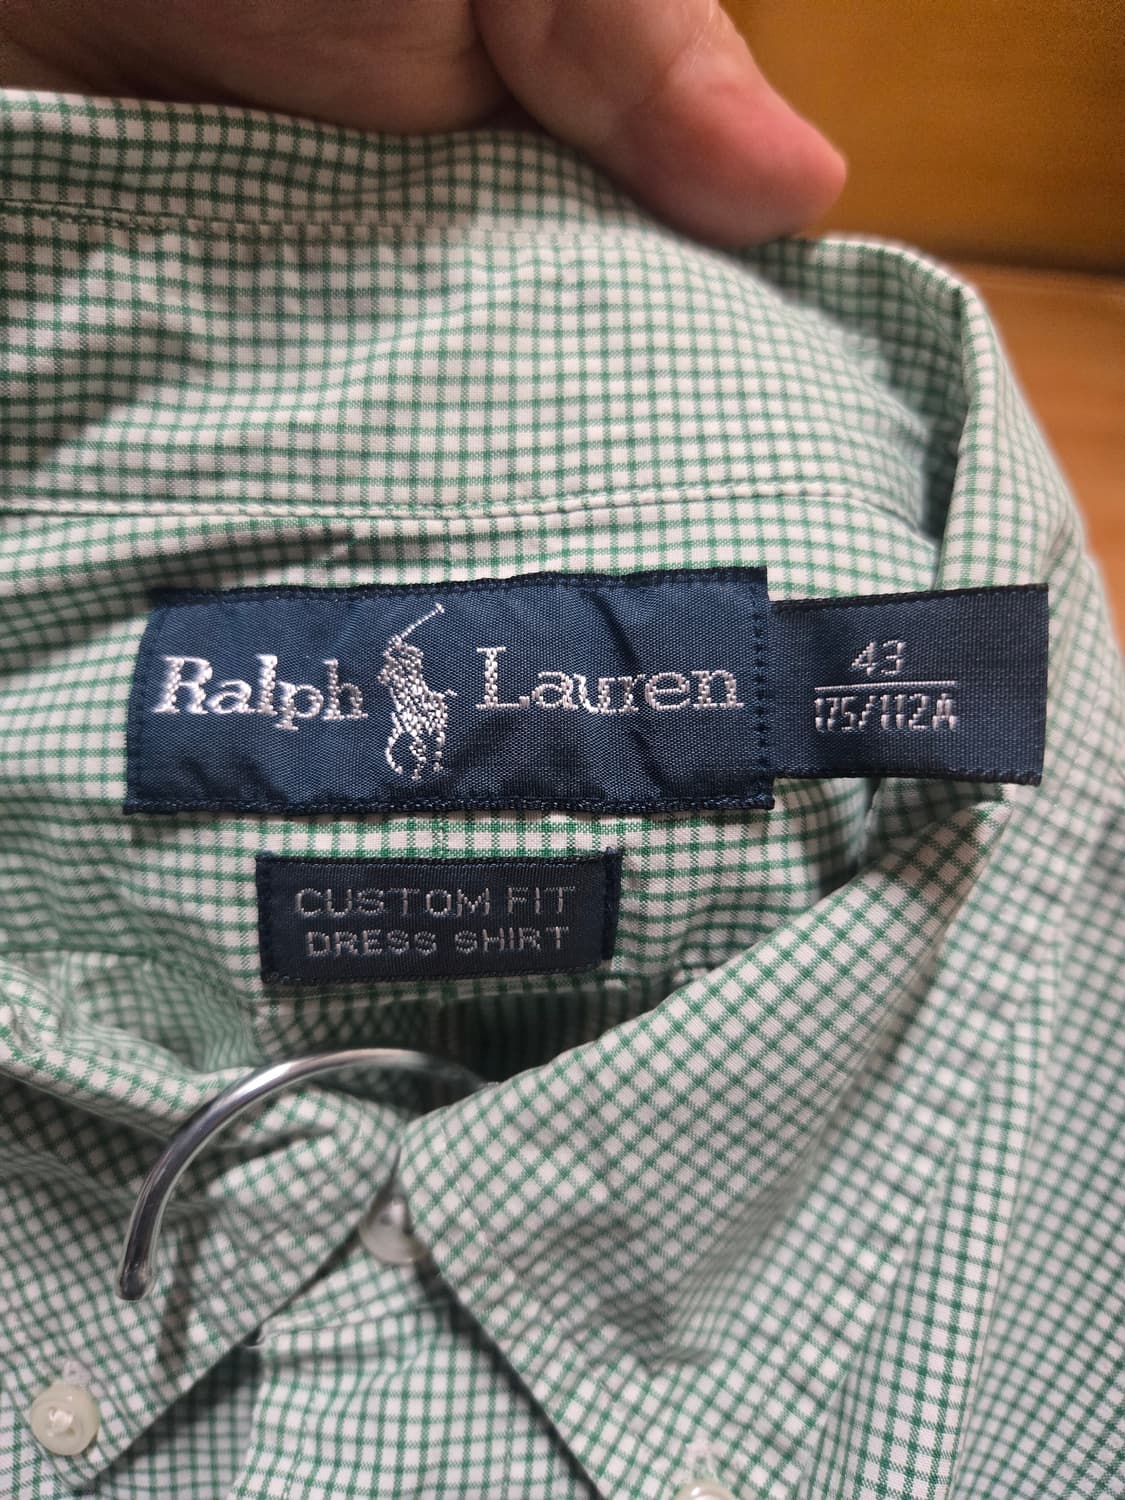 Ralph Lauren
43
175/112A
CUSTOM FIT
DRESS SHIRT